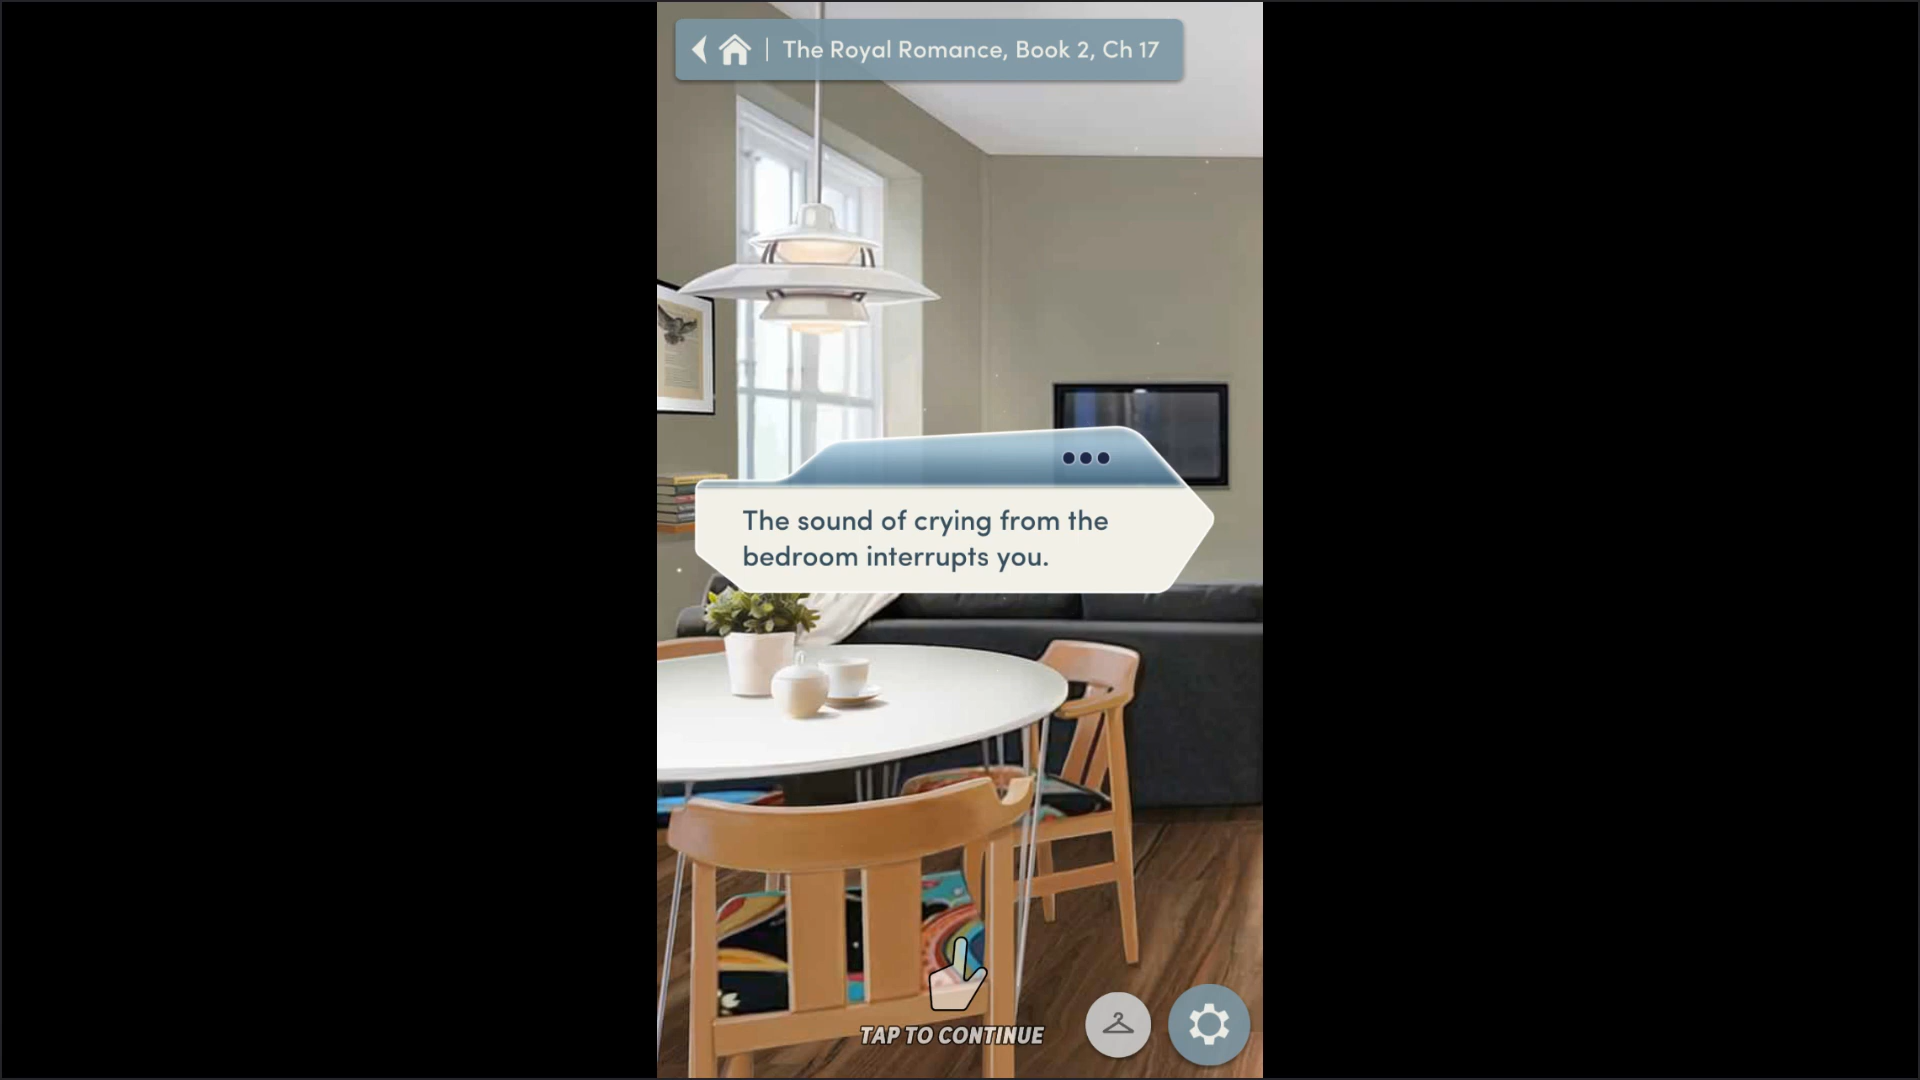 The Royal Romance, Book 2, Ch 17
The sound of crying from the
bedroom interrupts you.
TAP TO CONTINUE